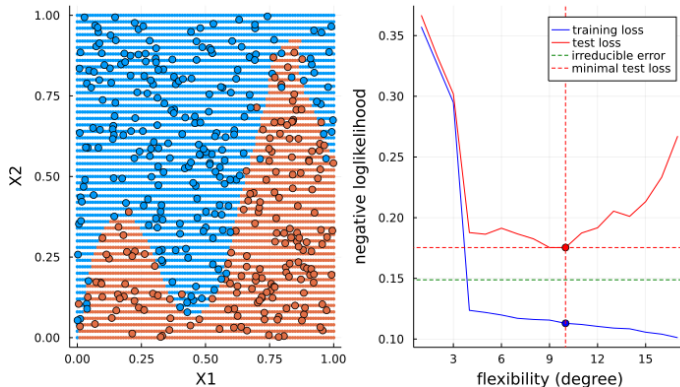 1.00
0.75
0.50
0.25
0.00
X2
0.00 0.25 0.50 0.75 1.00
X1
0.35
0.30
0.25
0.20
0.15
0.10
negative loglikelihood
training loss
test loss
irreducible error
minimal test loss
3 6 9 12 15
flexibility (degree)